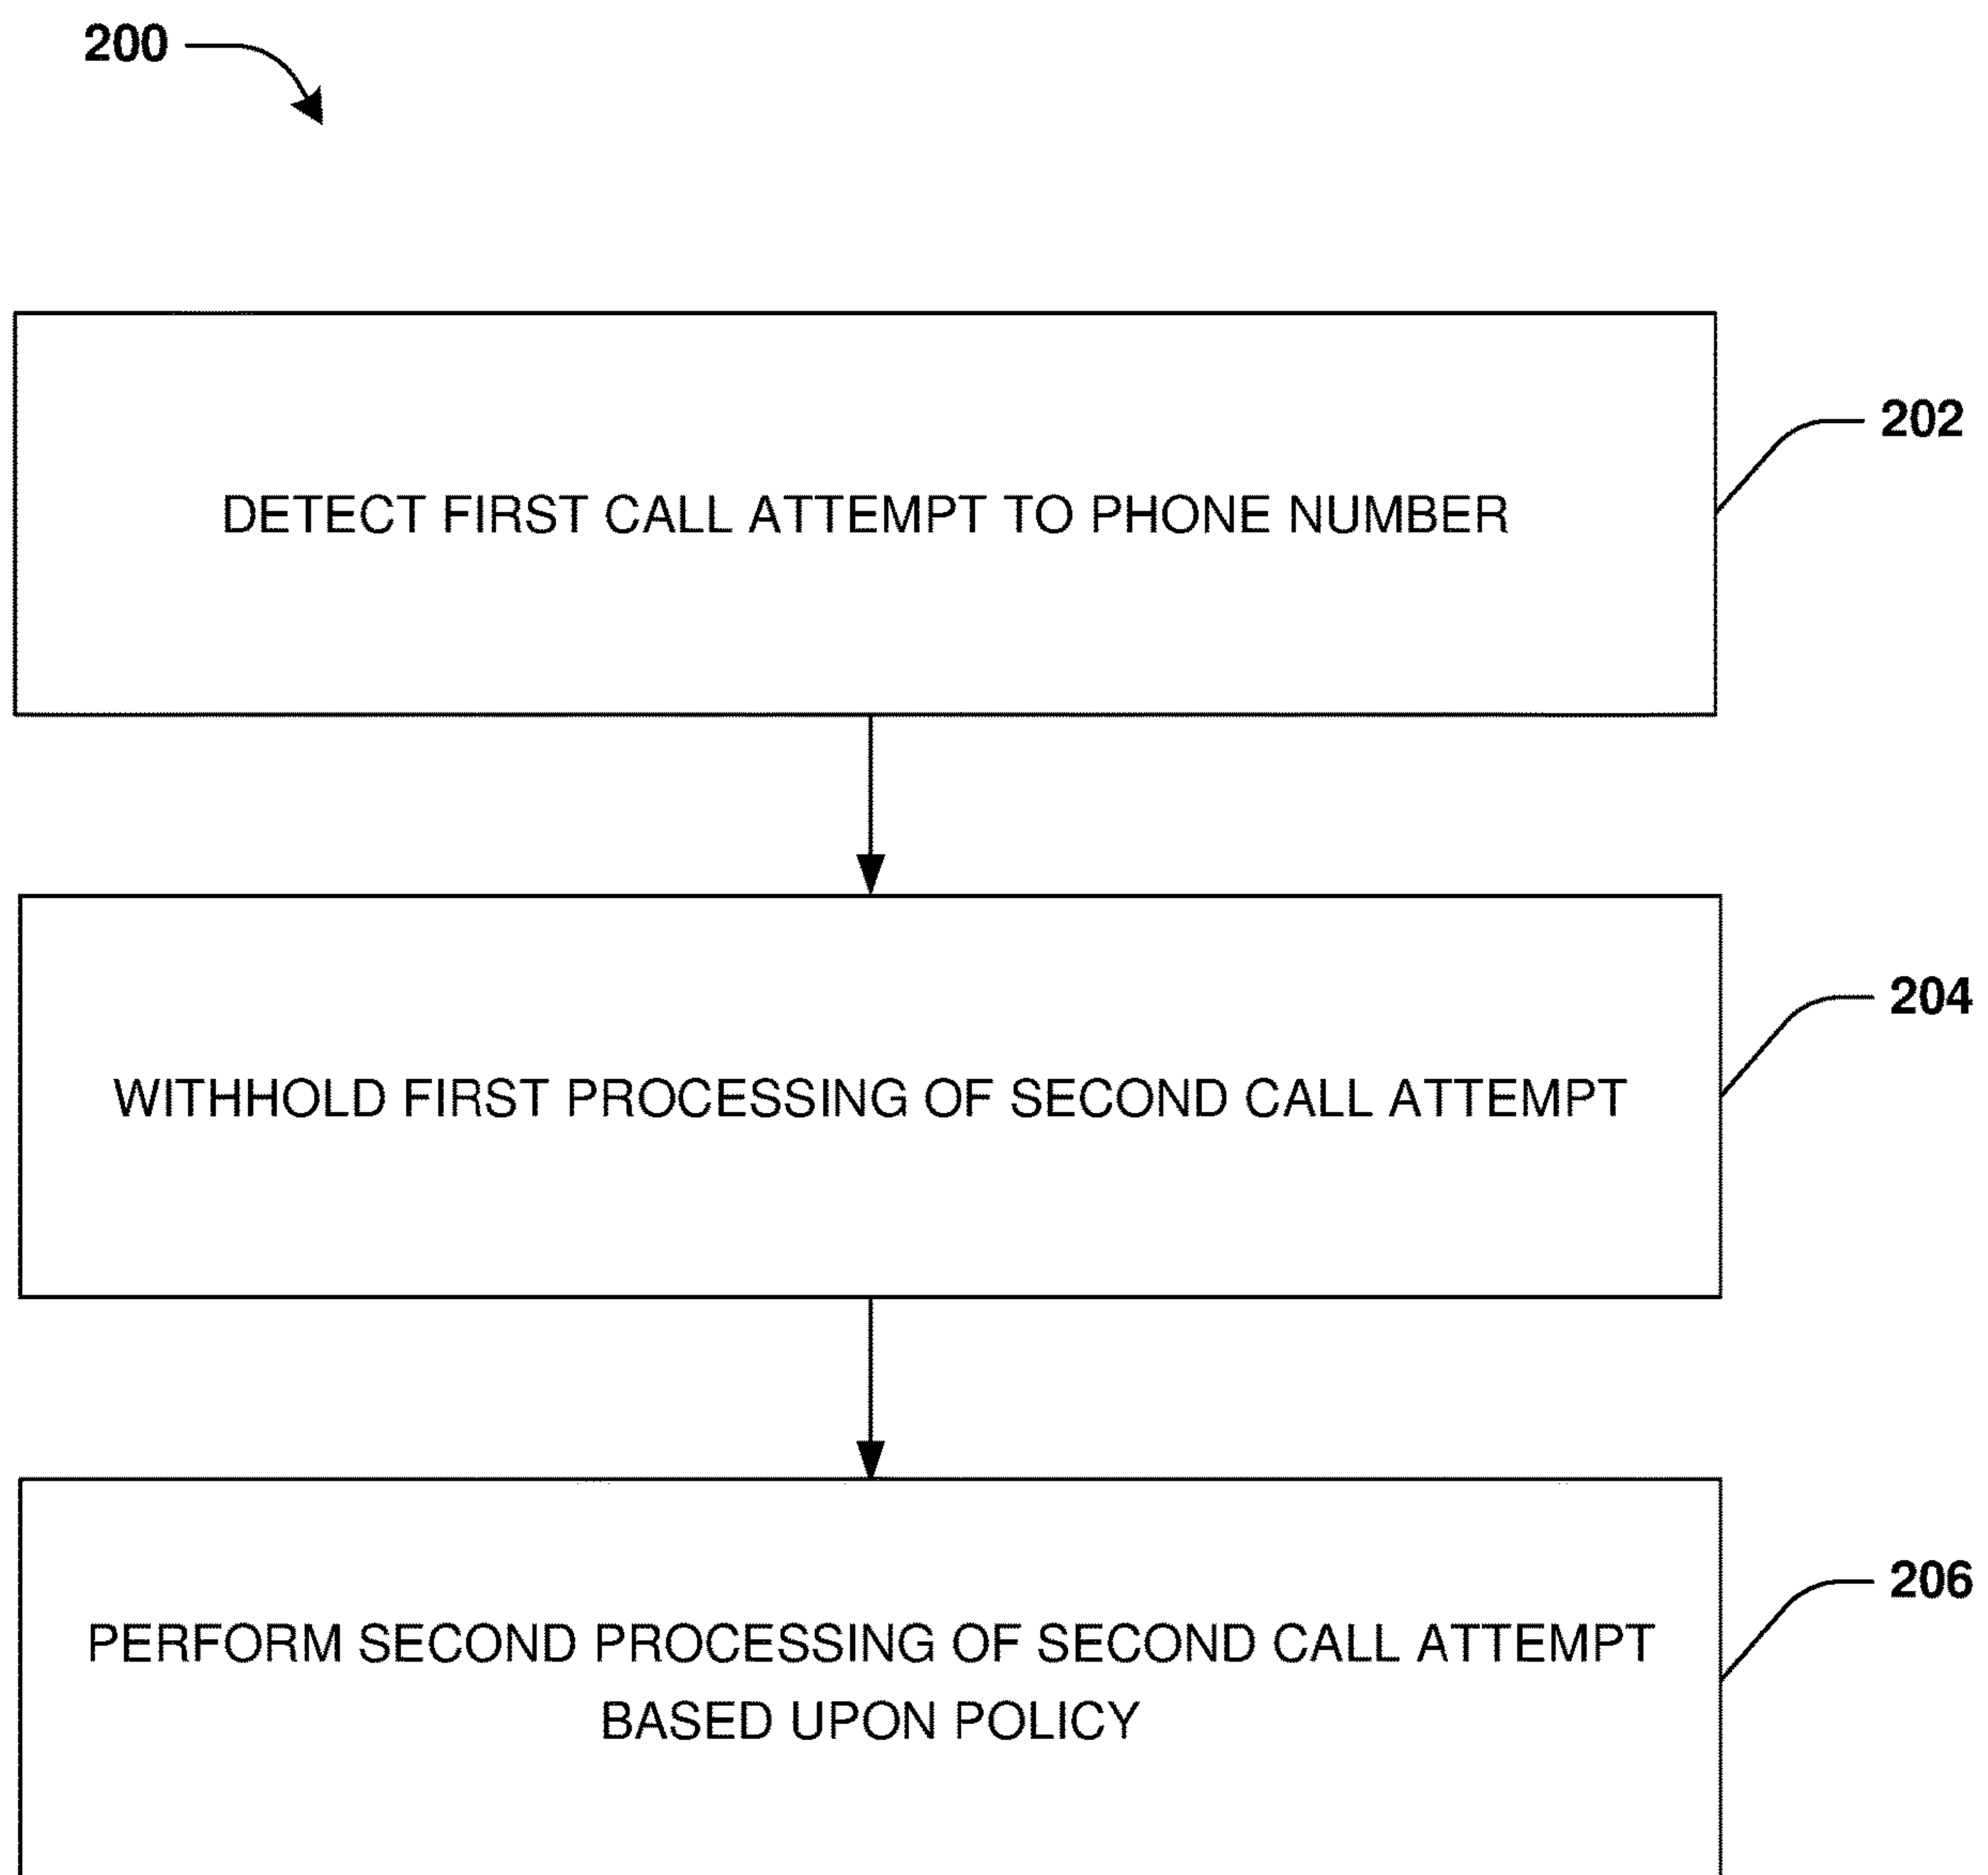 200
DETECT FIRST CALL ATTEMPT TO PHONE NUMBER
202
WITHHOLD FIRST PROCESSING OF SECOND CALL ATTEMPT
204
PERFORM SECOND PROCESSING OF SECOND CALL ATTEMPT
BASED UPON POLICY
206